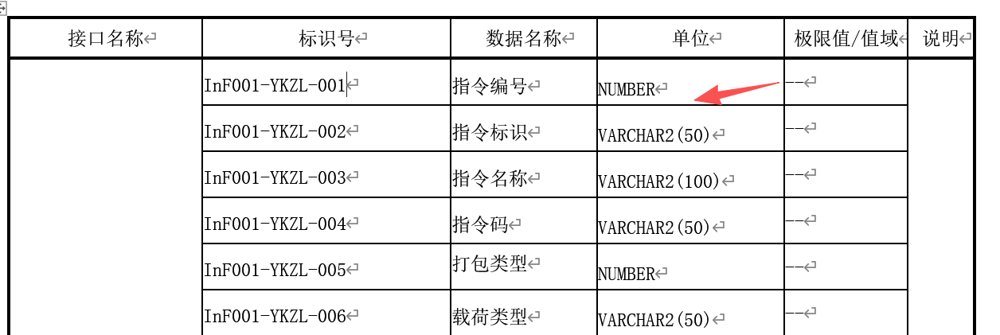 接口名称 标识号 数据名称 单位 极限值/值域 说明
InF001-YKZL-001 指令编号 NUMBER --
InF001-YKZL-002 指令标识 VARCHAR2(50) --
InF001-YKZL-003 指令名称 VARCHAR2(100) --
InF001-YKZL-004 指令码 VARCHAR2(50) --
InF001-YKZL-005 打包类型 NUMBER --
InF001-YKZL-006 载荷类型 VARCHAR2(50) --